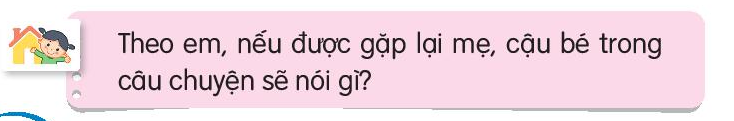 Theo em, nếu được gặp lại mẹ, cậu bé trong
câu chuyện sẽ nói gì?